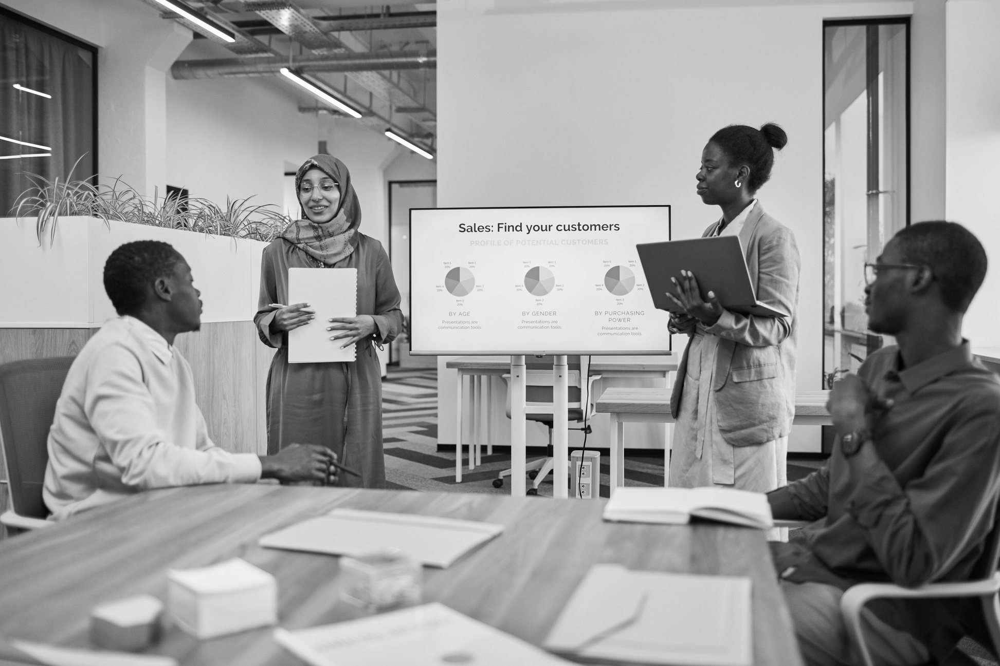 Sales: Find your customers
PROFILE OF POTENTIAL CUSTOMERS
Item 5
20%
Item 1
20%
Item 4
20%
Item 2
20%
Item 3
20%
BY AGE
Presentations are
communication tools.
Item 5
20%
Item 1
20%
Item 4
20%
Item 2
20%
Item 3
20%
BY GENDER
Presentations are
communication tools.
Item 5
20%
Item 1
20%
Item 4
20%
Item 2
20%
Item 3
20%
BY PURCHASING
POWER
Presentations are
communication tools.